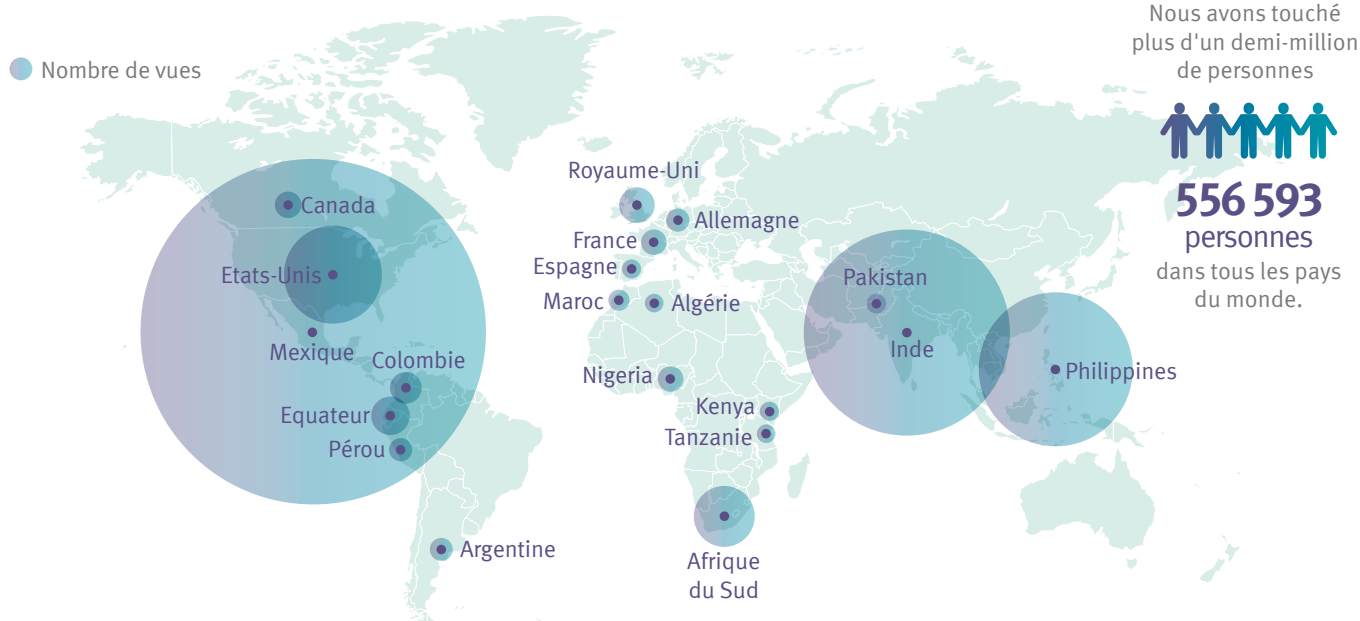 Nombre de vues
Nous avons touché
plus d'un demi-million
de personnes
556 593
personnes
dans tous les pays
du monde.
Canada
Etats-Unis
Mexique
Colombie
Equateur
Pérou
Argentine
Royaume-Uni
Allemagne
France
Espagne
Maroc
Algérie
Nigeria
Kenya
Tanzanie
Afrique
du Sud
Pakistan
Inde
Philippines